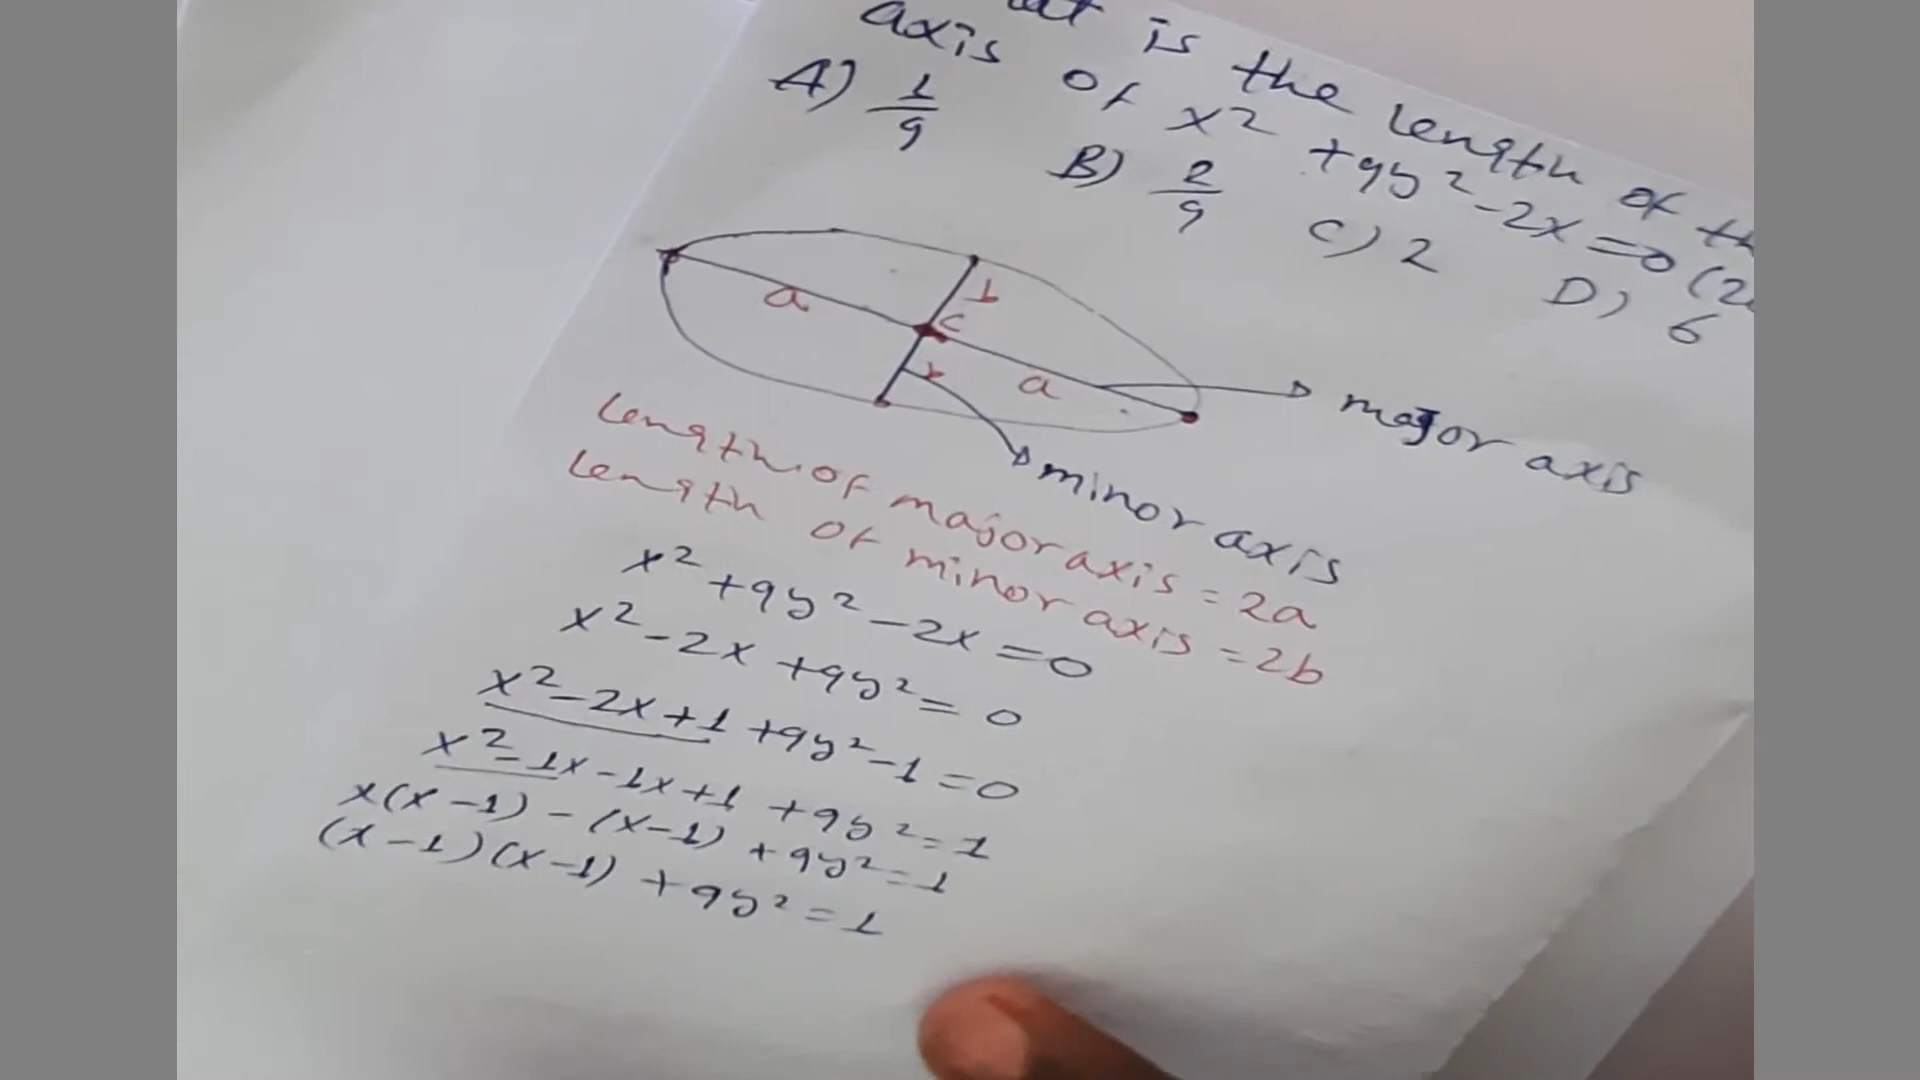 is the length of
axis of x² + 9y² - 2x = 0 (2
A) 1/9 B) 2/9 C) 2 D) 6
b
a
c
a
major axis
minor axis
length of major axis = 2a
length of minor axis = 2b
x² + 9y² - 2x = 0
x² - 2x + 9y² = 0
x² - 2x + 1 + 9y² - 1 = 0
x² - 1x - 1x + 1 + 9y² = 1
x(x - 1) - (x - 1) + 9y² = 1
(x - 1)(x - 1) + 9y² = 1